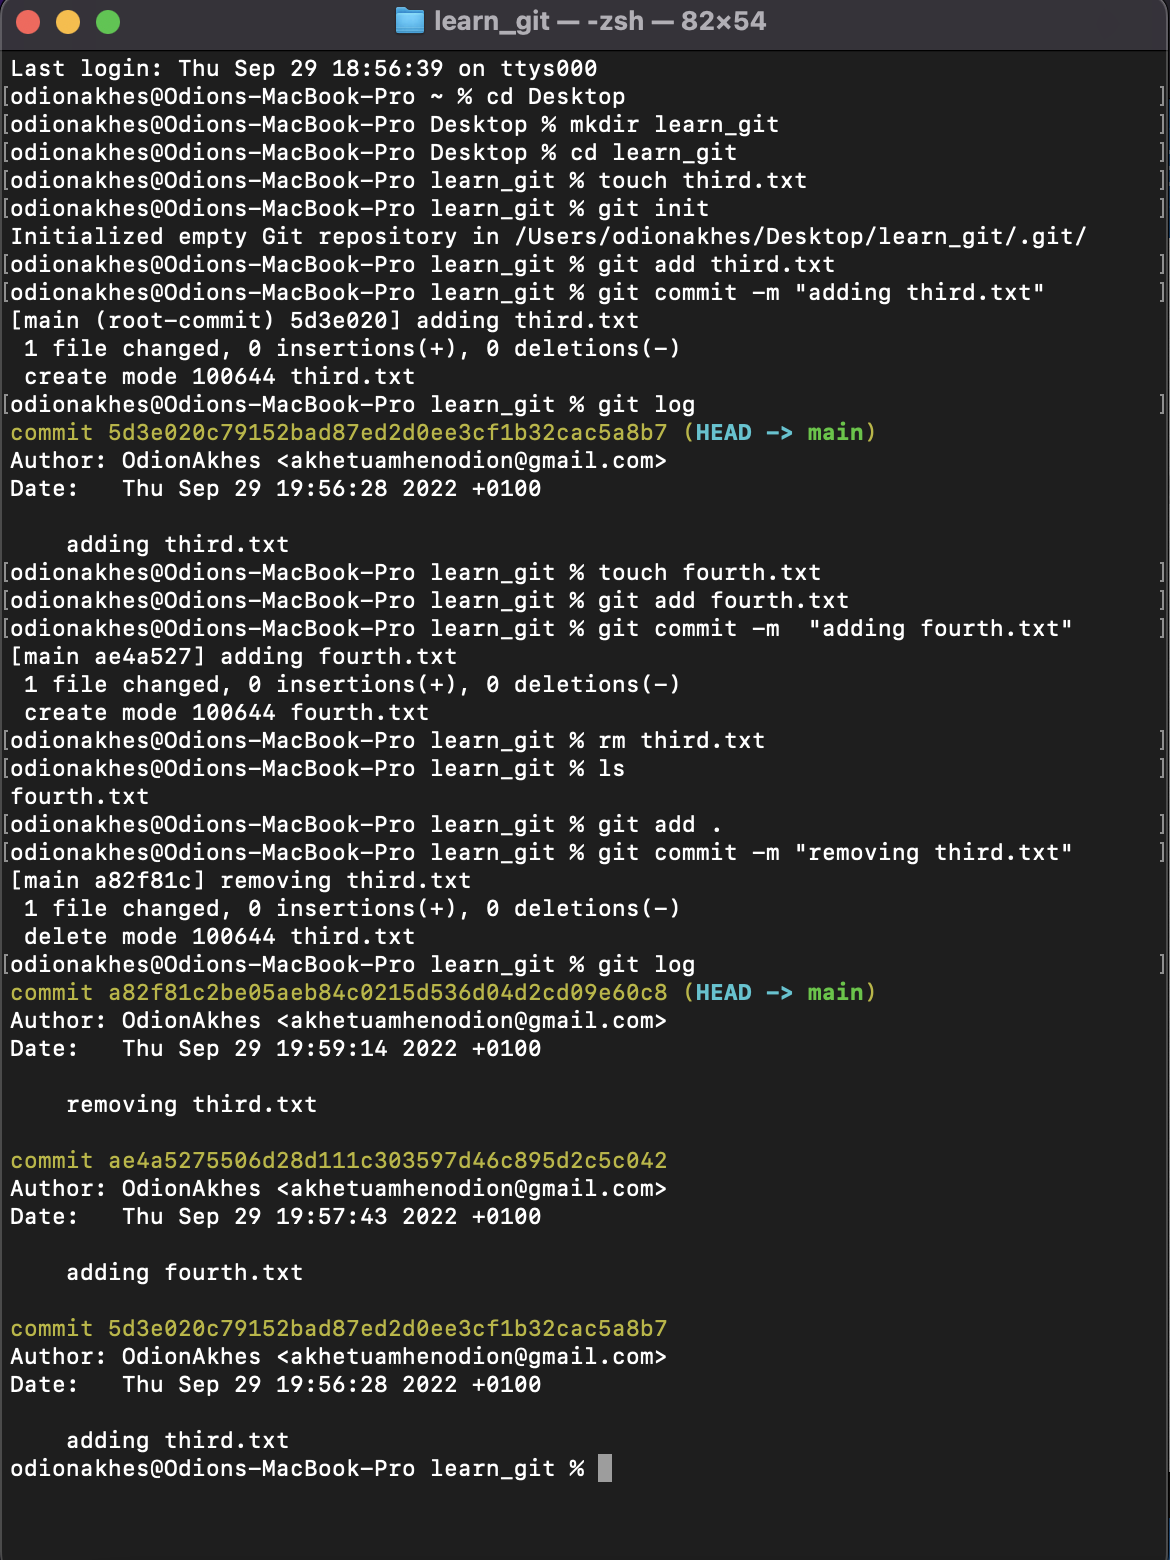 learn_git — -zsh — 82×54
Last login: Thu Sep 29 18:56:39 on ttys000
[odionakhes@Odions-MacBook-Pro ~ % cd Desktop ]
[odionakhes@Odions-MacBook-Pro Desktop % mkdir learn_git ]
[odionakhes@Odions-MacBook-Pro Desktop % cd learn_git ]
[odionakhes@Odions-MacBook-Pro learn_git % touch third.txt ]
[odionakhes@Odions-MacBook-Pro learn_git % git init ]
Initialized empty Git repository in /Users/odionakhes/Desktop/learn_git/.git/
[odionakhes@Odions-MacBook-Pro learn_git % git add third.txt ]
[odionakhes@Odions-MacBook-Pro learn_git % git commit -m "adding third.txt" ]
[main (root-commit) 5d3e020] adding third.txt
 1 file changed, 0 insertions(+), 0 deletions(-)
 create mode 100644 third.txt
[odionakhes@Odions-MacBook-Pro learn_git % git log ]
commit 5d3e020c79152bad87ed2d0ee3cf1b32cac5a8b7 (HEAD -> main)
Author: OdionAkhes <akhetuamhenodion@gmail.com>
Date:   Thu Sep 29 19:56:28 2022 +0100
    adding third.txt
[odionakhes@Odions-MacBook-Pro learn_git % touch fourth.txt ]
[odionakhes@Odions-MacBook-Pro learn_git % git add fourth.txt ]
[odionakhes@Odions-MacBook-Pro learn_git % git commit -m  "adding fourth.txt" ]
[main ae4a527] adding fourth.txt
 1 file changed, 0 insertions(+), 0 deletions(-)
 create mode 100644 fourth.txt
[odionakhes@Odions-MacBook-Pro learn_git % rm third.txt ]
[odionakhes@Odions-MacBook-Pro learn_git % ls ]
fourth.txt
[odionakhes@Odions-MacBook-Pro learn_git % git add . ]
[odionakhes@Odions-MacBook-Pro learn_git % git commit -m "removing third.txt" ]
[main a82f81c] removing third.txt
 1 file changed, 0 insertions(+), 0 deletions(-)
 delete mode 100644 third.txt
[odionakhes@Odions-MacBook-Pro learn_git % git log ]
commit a82f81c2be05aeb84c0215d536d04d2cd09e60c8 (HEAD -> main)
Author: OdionAkhes <akhetuamhenodion@gmail.com>
Date:   Thu Sep 29 19:59:14 2022 +0100
    removing third.txt
commit ae4a5275506d28d111c303597d46c895d2c5c042
Author: OdionAkhes <akhetuamhenodion@gmail.com>
Date:   Thu Sep 29 19:57:43 2022 +0100
    adding fourth.txt
commit 5d3e020c79152bad87ed2d0ee3cf1b32cac5a8b7
Author: OdionAkhes <akhetuamhenodion@gmail.com>
Date:   Thu Sep 29 19:56:28 2022 +0100
    adding third.txt
odionakhes@Odions-MacBook-Pro learn_git %